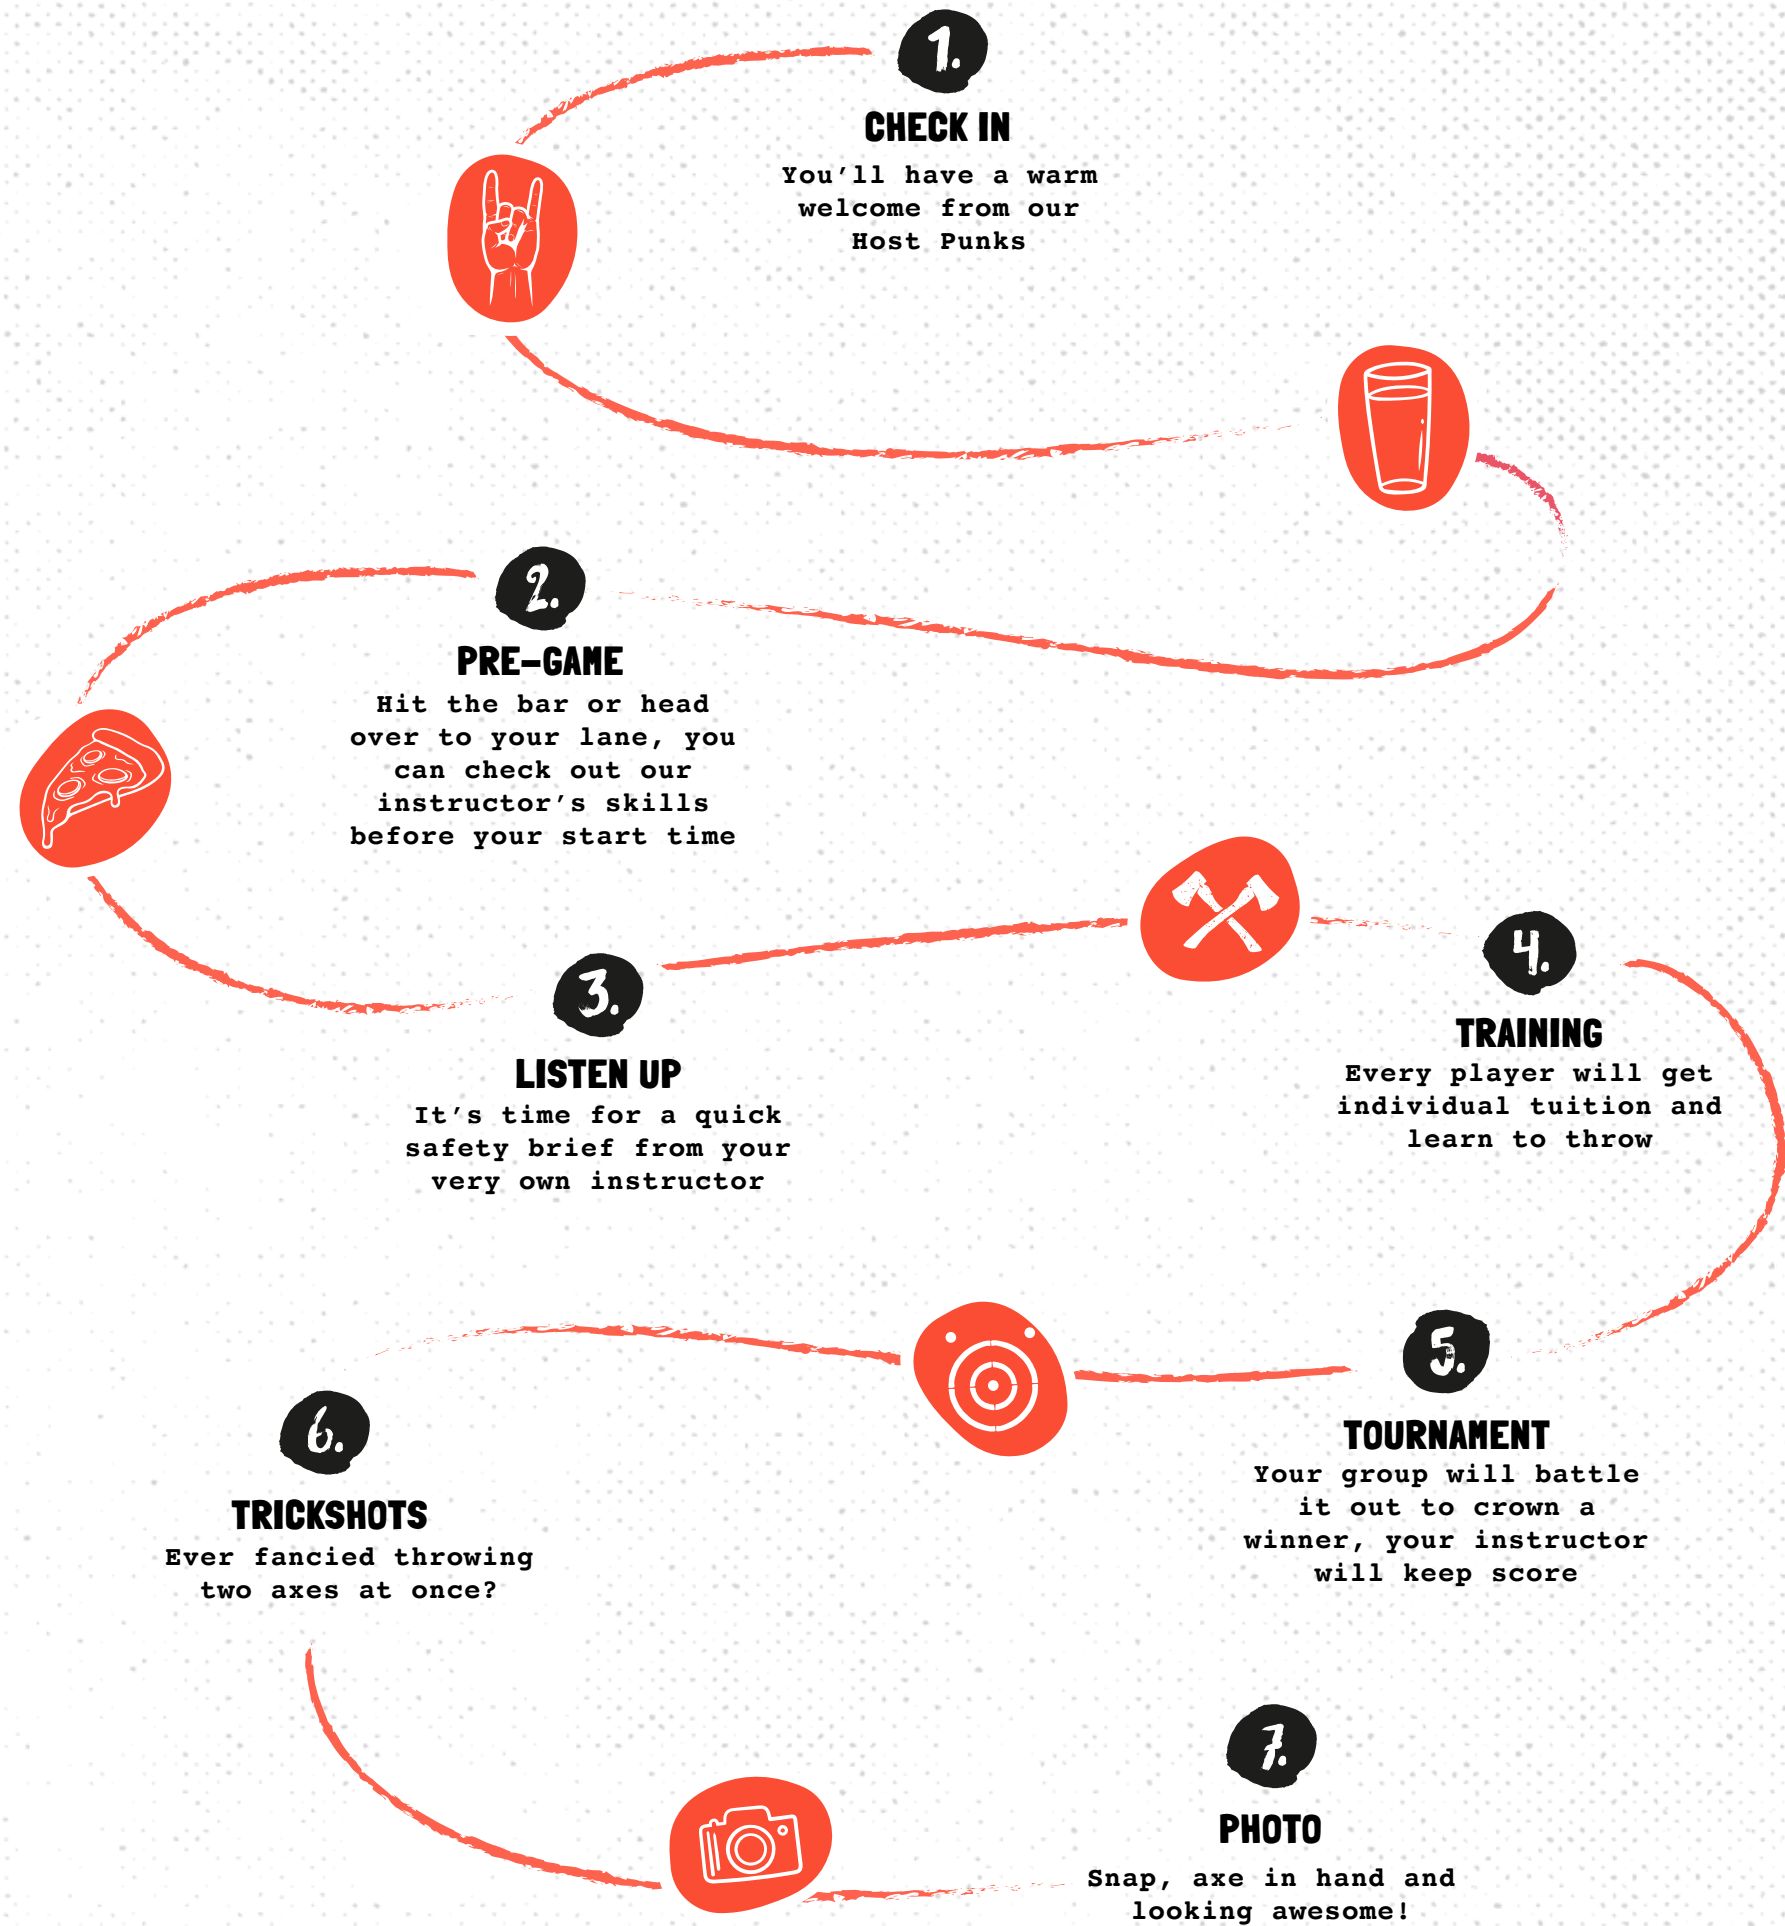 1.
CHECK IN
You'll have a warm
welcome from our
Host Punks
2.
PRE-GAME
Hit the bar or head
over to your lane, you
can check out our
instructor's skills
before your start time
3.
LISTEN UP
It's time for a quick
safety brief from your
very own instructor
4.
TRAINING
Every player will get
individual tuition and
learn to throw
5.
TOURNAMENT
Your group will battle
it out to crown a
winner, your instructor
will keep score
6.
TRICKSHOTS
Ever fancied throwing
two axes at once?
7.
PHOTO
Snap, axe in hand and
looking awesome!